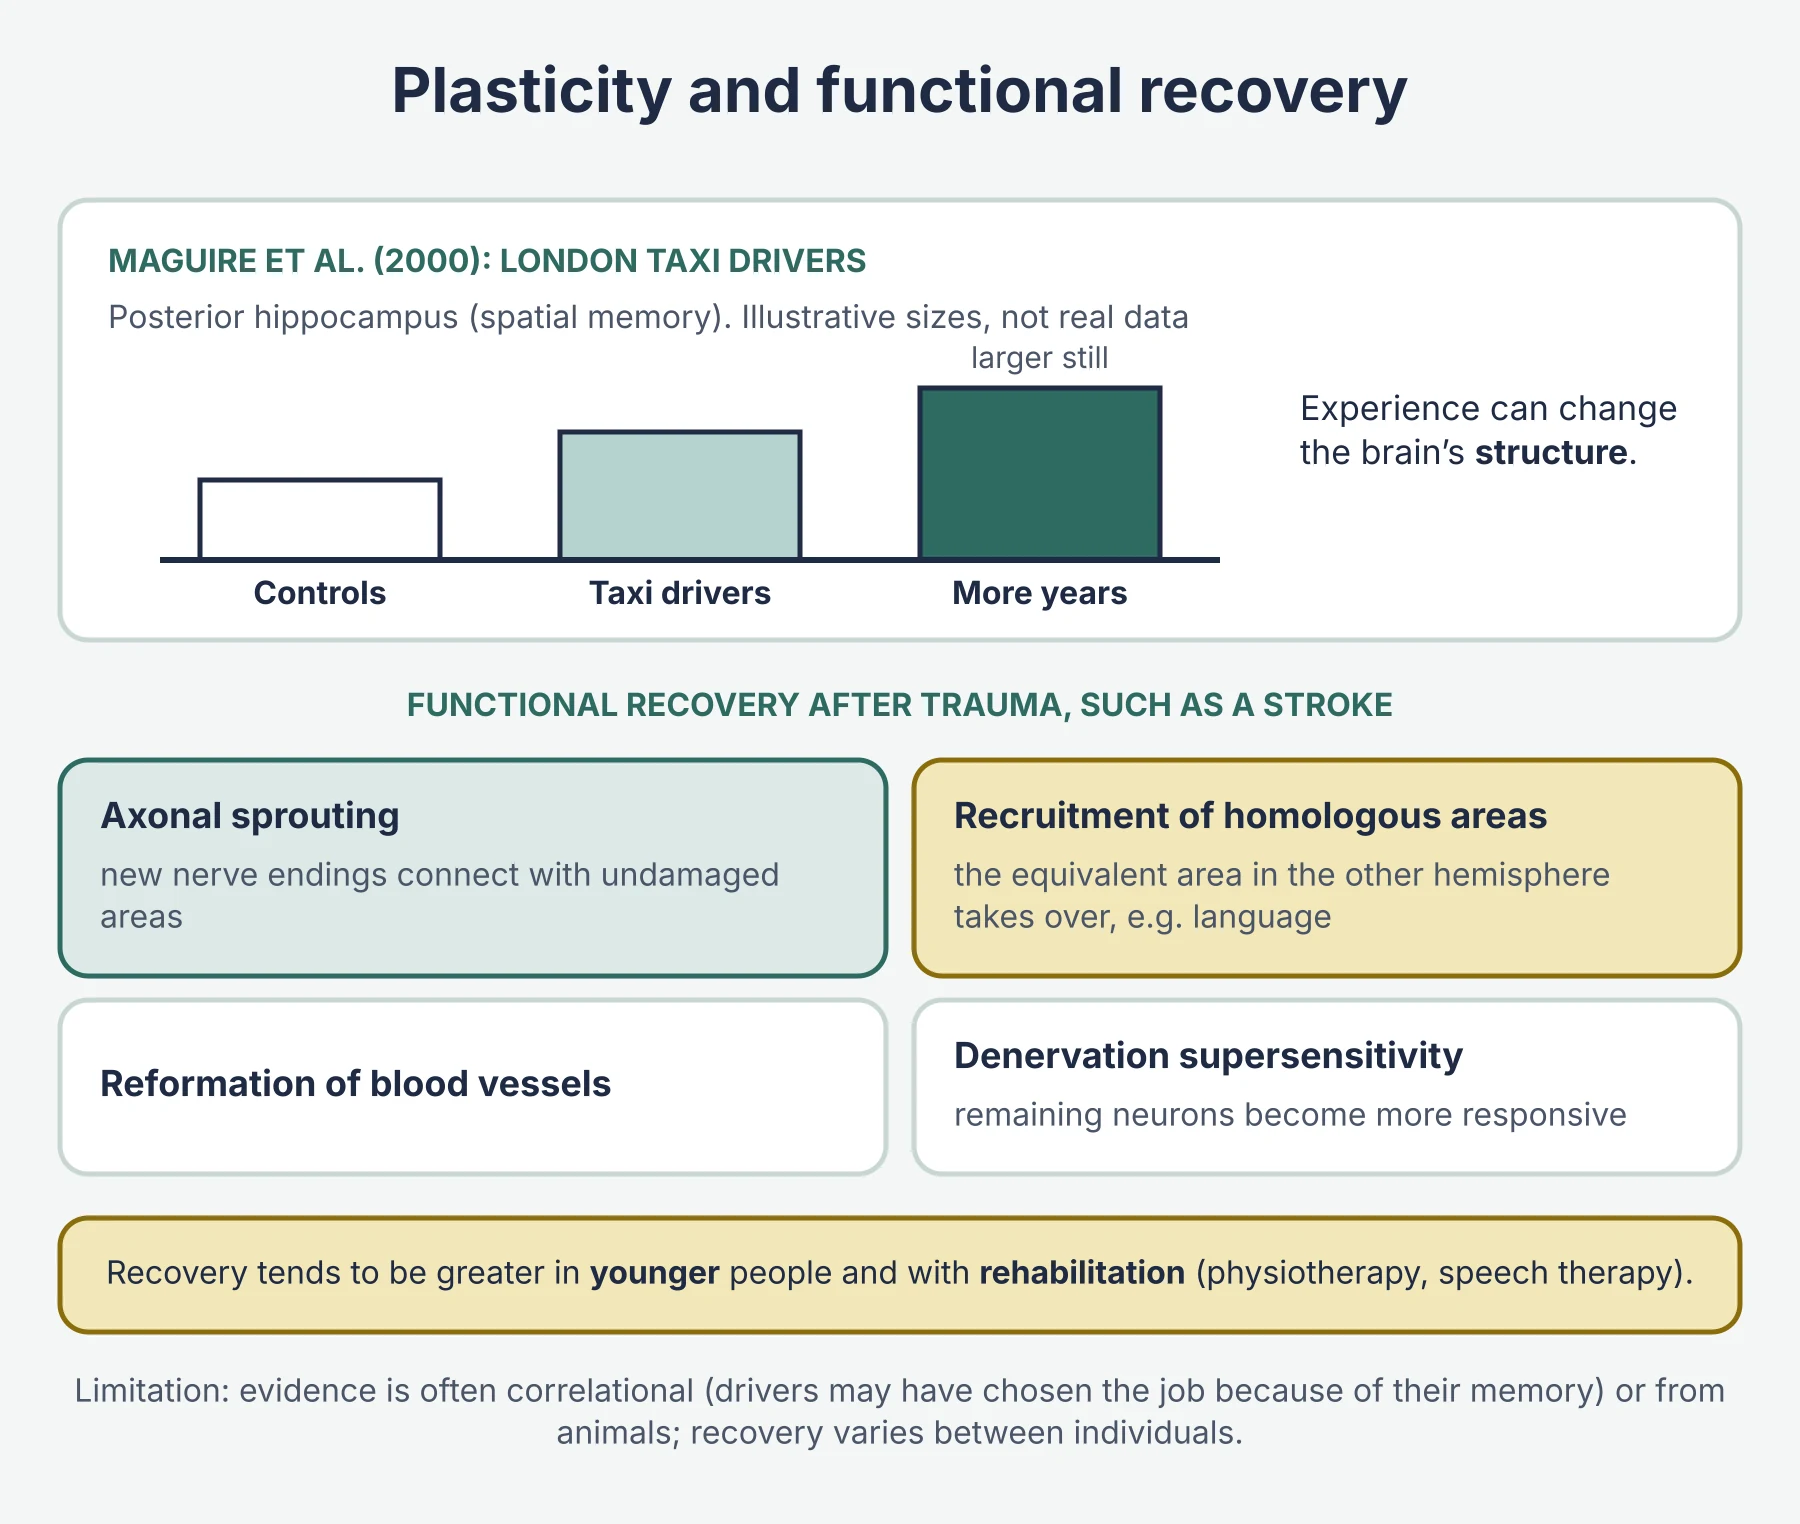 Plasticity and functional recovery
MAGUIRE ET AL. (2000): LONDON TAXI DRIVERS
Posterior hippocampus (spatial memory). Illustrative sizes, not real data
larger still
Experience can change
the brain’s structure.
Controls
Taxi drivers
More years
FUNCTIONAL RECOVERY AFTER TRAUMA, SUCH AS A STROKE
Axonal sprouting
new nerve endings connect with undamaged
areas
Recruitment of homologous areas
the equivalent area in the other hemisphere
takes over, e.g. language
Reformation of blood vessels
Denervation supersensitivity
remaining neurons become more responsive
Recovery tends to be greater in younger people and with rehabilitation (physiotherapy, speech therapy).
Limitation: evidence is often correlational (drivers may have chosen the job because of their memory) or from
animals; recovery varies between individuals.